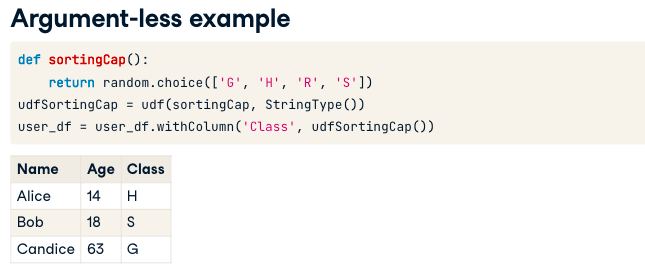 Argument-less example
def sortingCap():
    return random.choice(['G', 'H', 'R', 'S'])
udfSortingCap = udf(sortingCap, StringType())
user_df = user_df.withColumn('Class', udfSortingCap())
Name Age Class
Alice 14 H
Bob 18 S
Candice 63 G